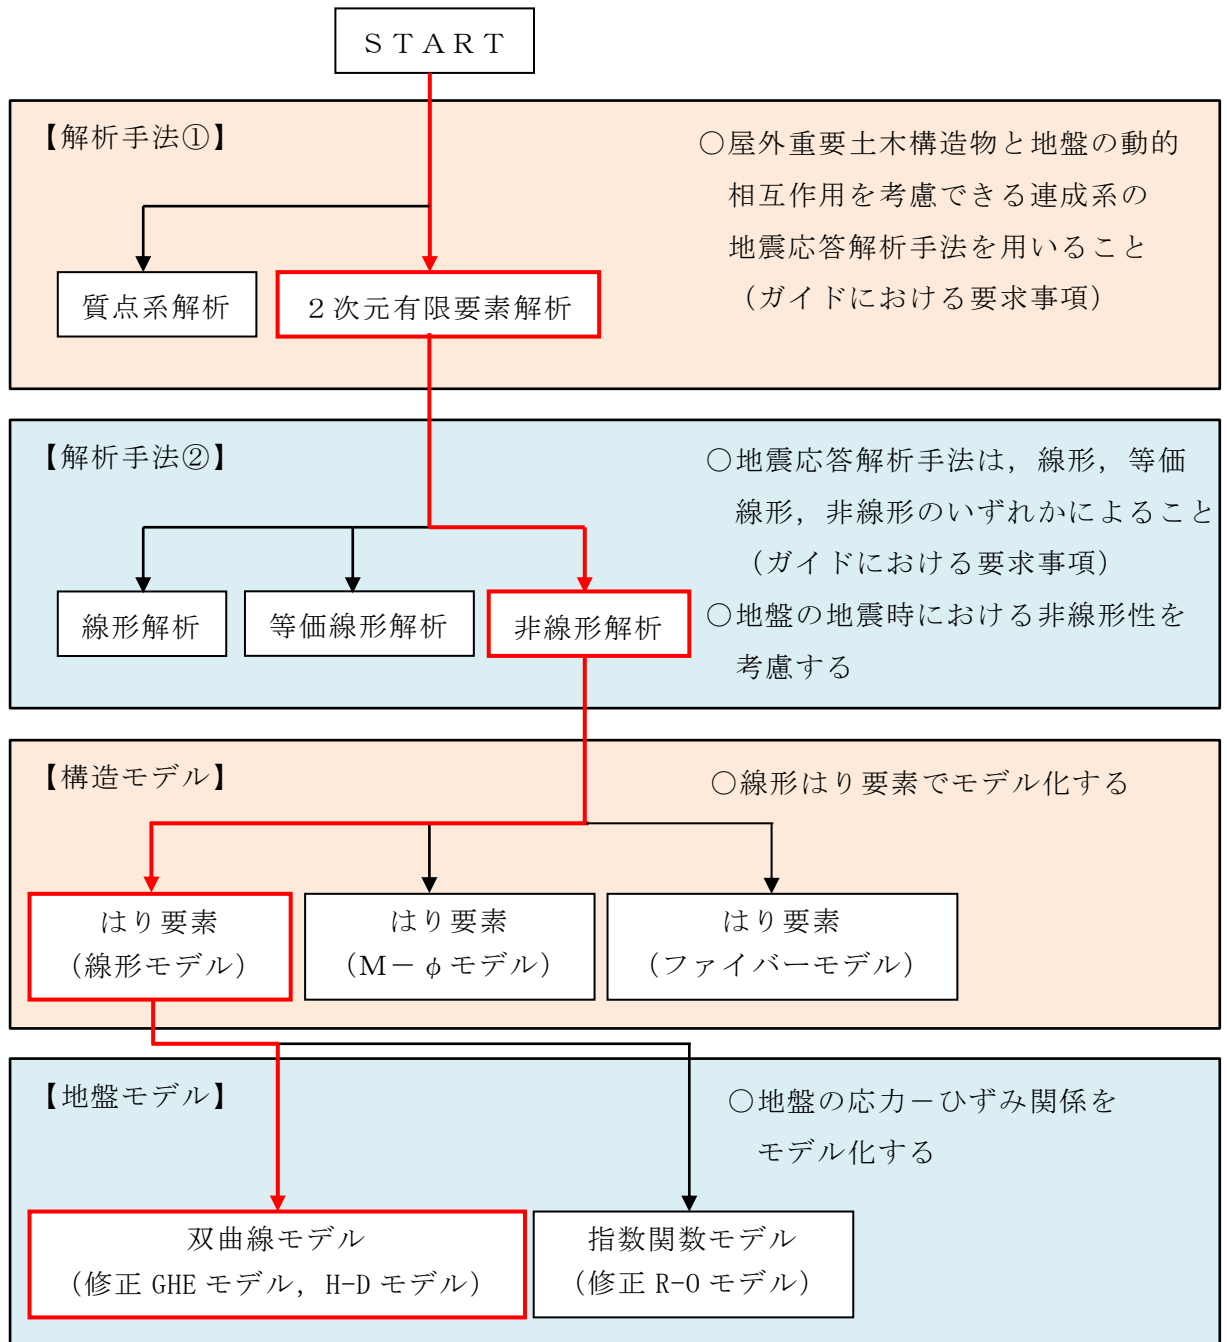 ＳＴＡＲＴ
【解析手法①】
○屋外重要土木構造物と地盤の動的
相互作用を考慮できる連成系の
地震応答解析手法を用いること
（ガイドにおける要求事項）
質点系解析
２次元有限要素解析
【解析手法②】
○地震応答解析手法は，線形，等価
線形，非線形のいずれかによること
（ガイドにおける要求事項）
○地盤の地震時における非線形性を
考慮する
線形解析
等価線形解析
非線形解析
【構造モデル】
○線形はり要素でモデル化する
はり要素
（線形モデル）
はり要素
（Ｍ－φモデル）
はり要素
（ファイバーモデル）
【地盤モデル】
○地盤の応力－ひずみ関係を
モデル化する
双曲線モデル
（修正 GHE モデル，H-D モデル）
指数関数モデル
（修正 R-O モデル）